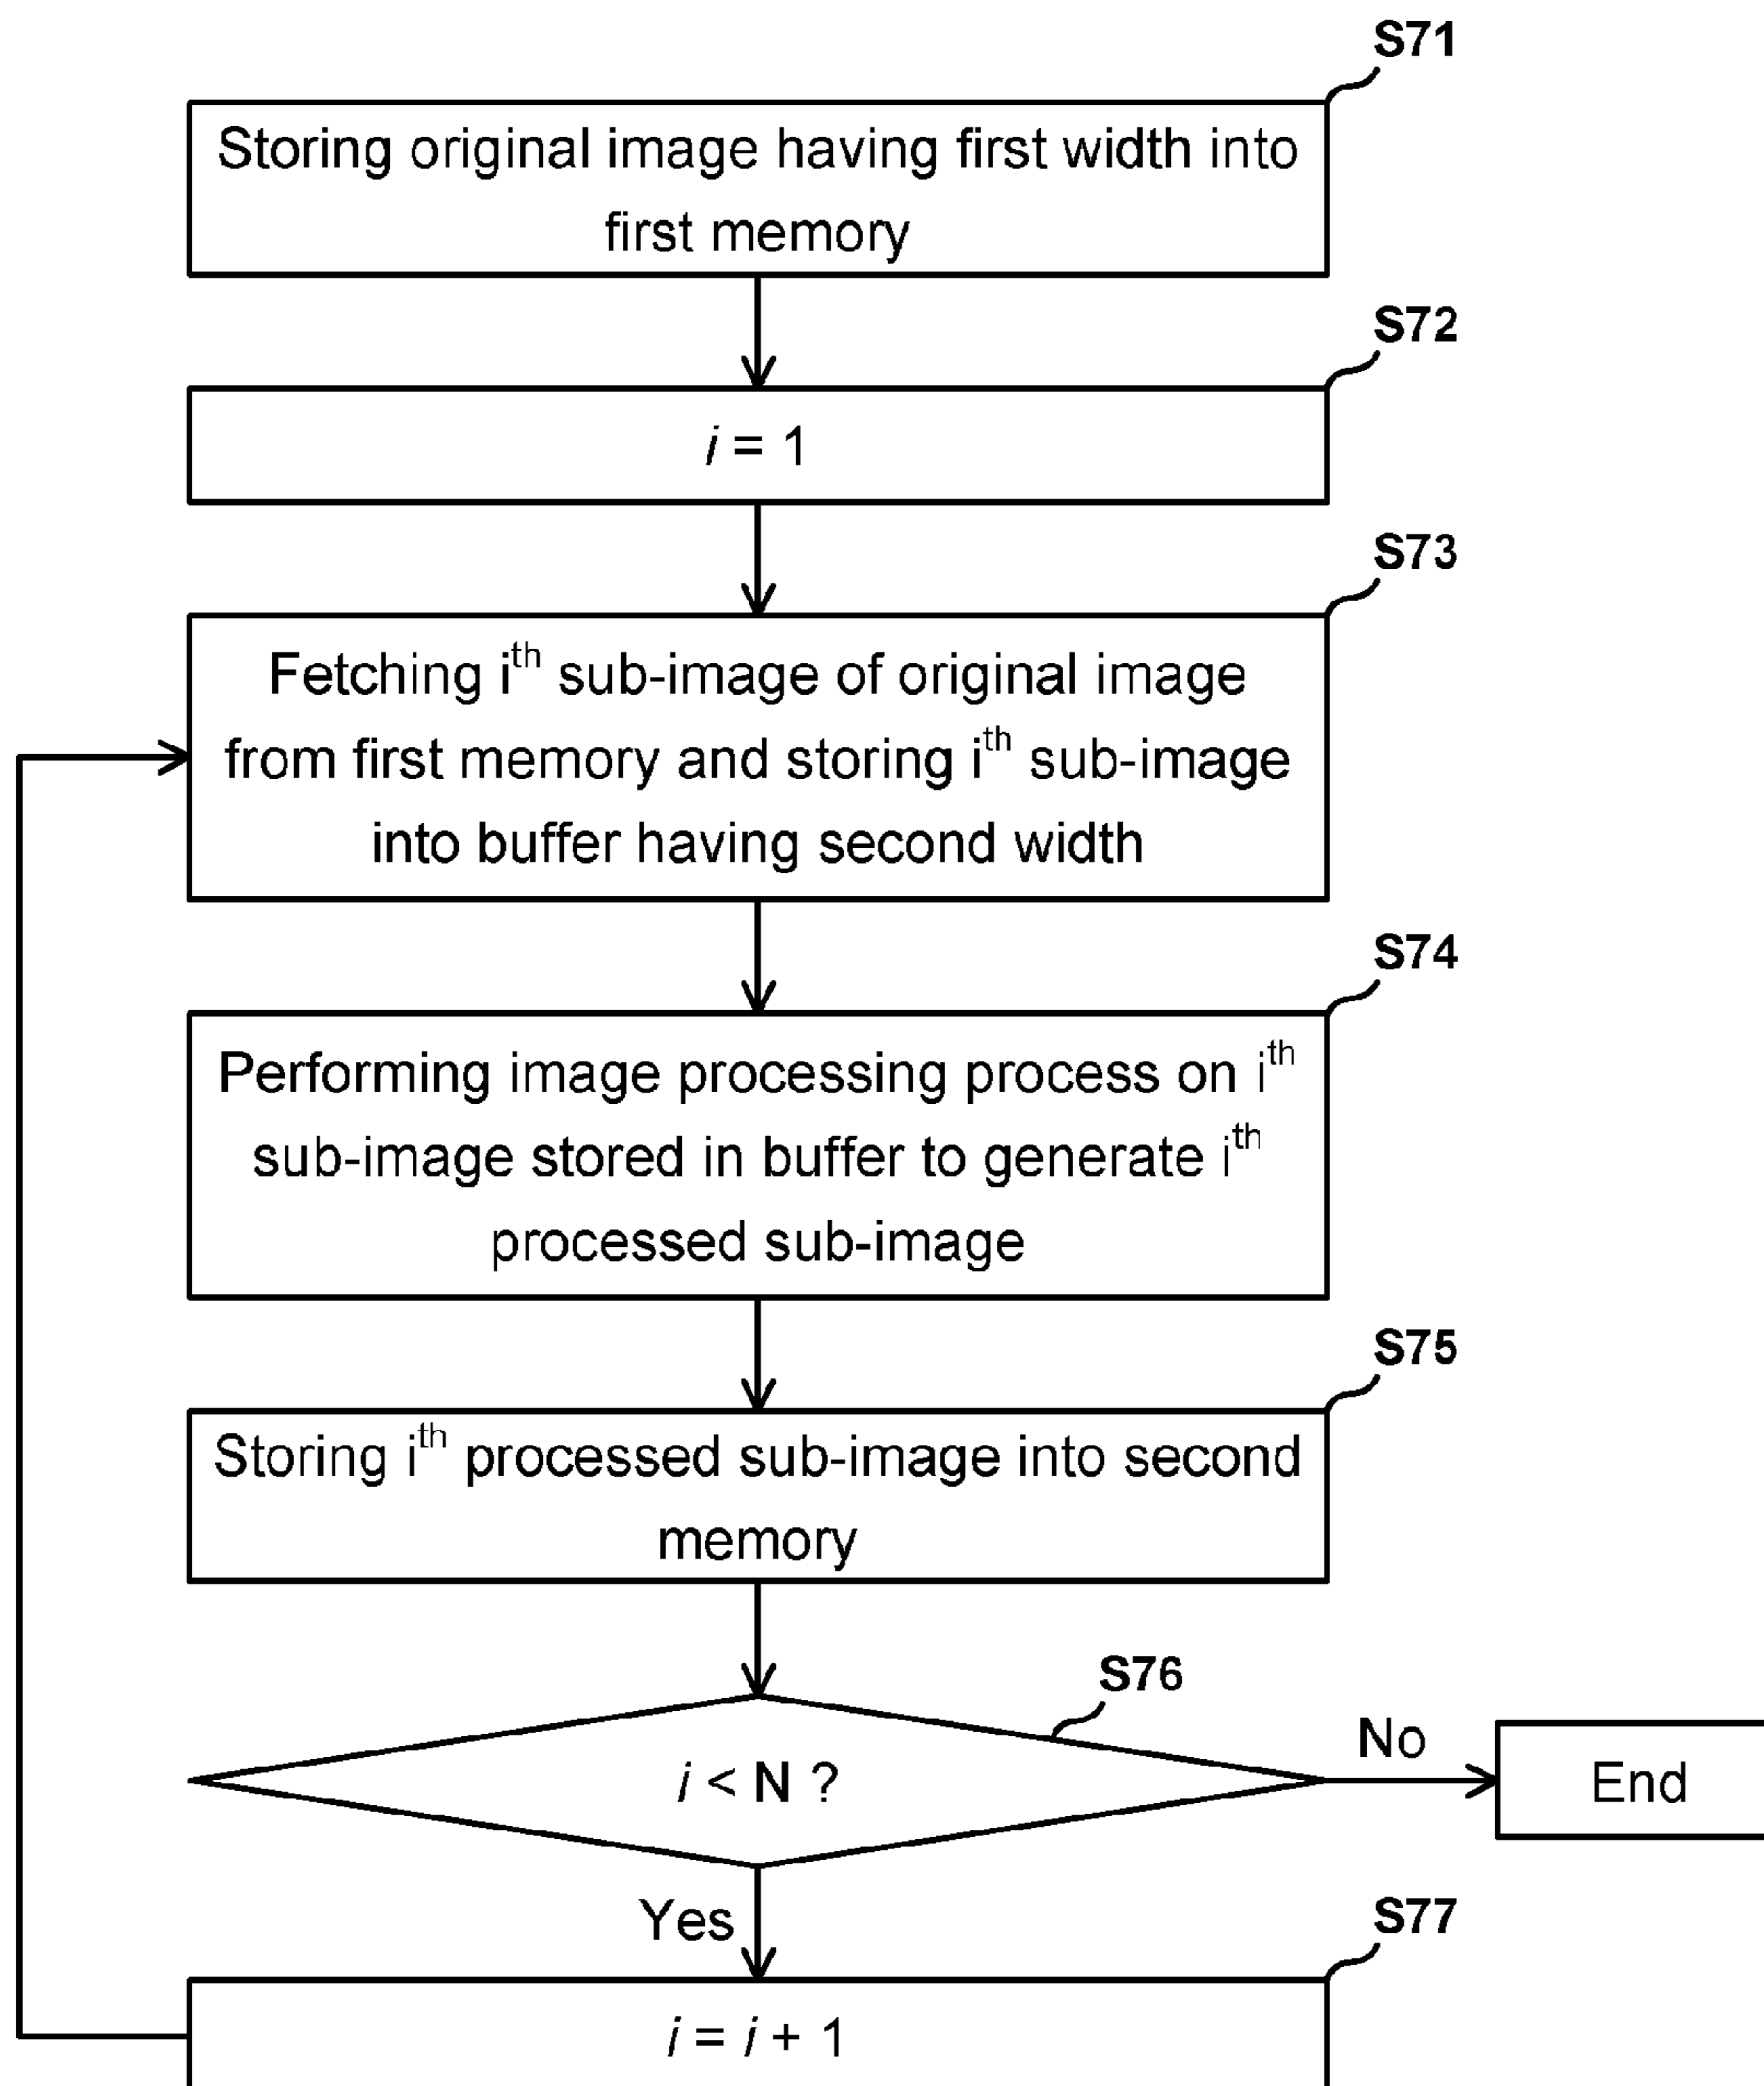 S71
Storing original image having first width into
first memory
S72
i = 1
S73
Fetching ith sub-image of original image
from first memory and storing ith sub-image
into buffer having second width
S74
Performing image processing process on ith
sub-image stored in buffer to generate ith
processed sub-image
S75
Storing ith processed sub-image into second
memory
S76
i < N ?
No
End
Yes
S77
i = i + 1